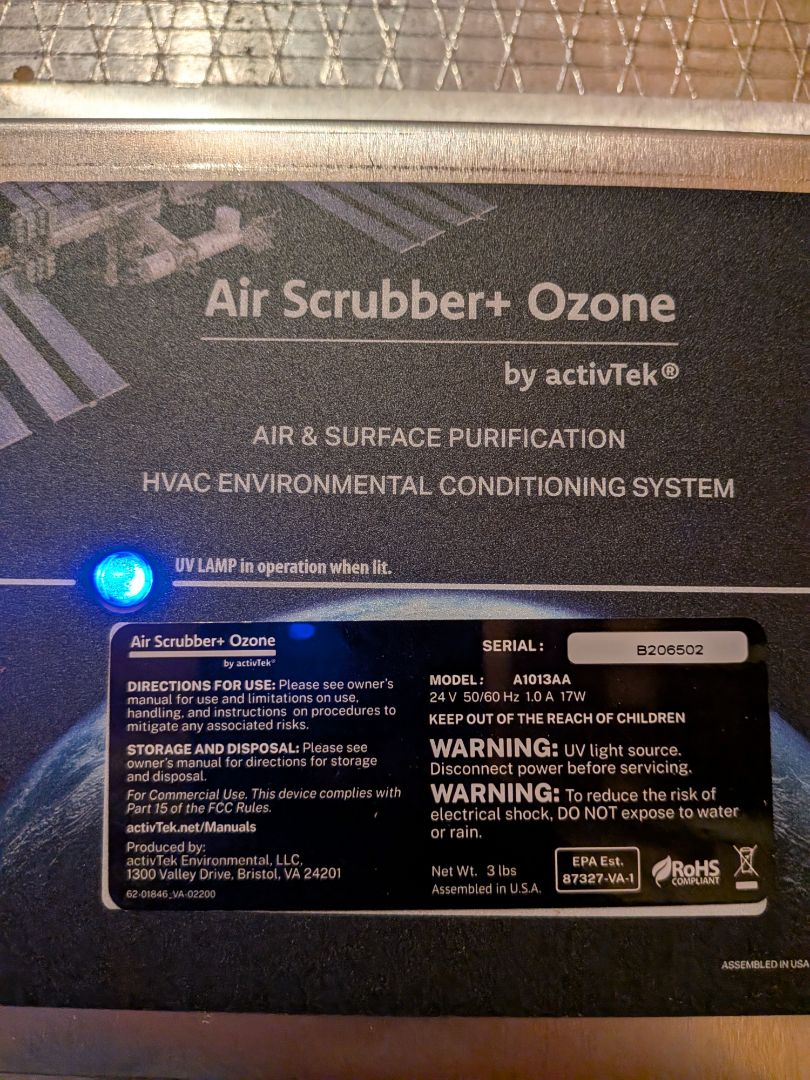 Air Scrubber+ Ozone
by activTek®
AIR & SURFACE PURIFICATION
HVAC ENVIRONMENTAL CONDITIONING SYSTEM
UV LAMP in operation when lit.
Air Scrubber+ Ozone
by activTek®
DIRECTIONS FOR USE: Please see owner's
manual for use and limitations on use,
handling, and instructions on procedures to
mitigate any associated risks.
STORAGE AND DISPOSAL: Please see
owner's manual for directions for storage
and disposal.
For Commercial Use. This device complies with
Part 15 of the FCC Rules.
activTek.net/Manuals
Produced by:
activTek Environmental, LLC,
1300 Valley Drive, Bristol, VA 24201
62-01846_VA-02200
SERIAL: B206502
MODEL: A1013AA
24 V 50/60 Hz 1.0 A 17W
KEEP OUT OF THE REACH OF CHILDREN
WARNING: UV light source.
Disconnect power before servicing.
WARNING: To reduce the risk of
electrical shock, DO NOT expose to water
or rain.
Net Wt. 3 lbs
Assembled in U.S.A.
EPA Est.
87327-VA-1
RoHS
COMPLIANT
ASSEMBLED IN USA